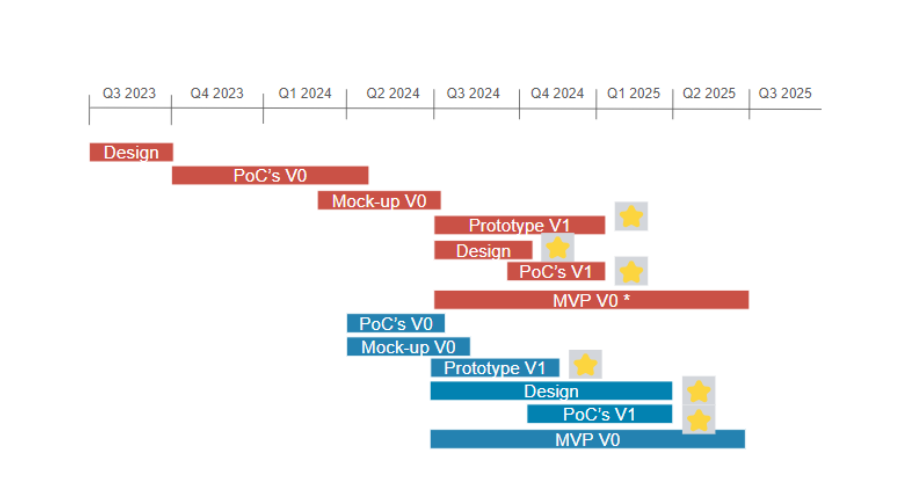 Q3 2023 Q4 2023 Q1 2024 Q2 2024 Q3 2024 Q4 2024 Q1 2025 Q2 2025 Q3 2025
Design
PoC’s V0
Mock-up V0
Prototype V1
Design
PoC’s V1
MVP V0 *
PoC’s V0
Mock-up V0
Prototype V1
Design
PoC’s V1
MVP V0